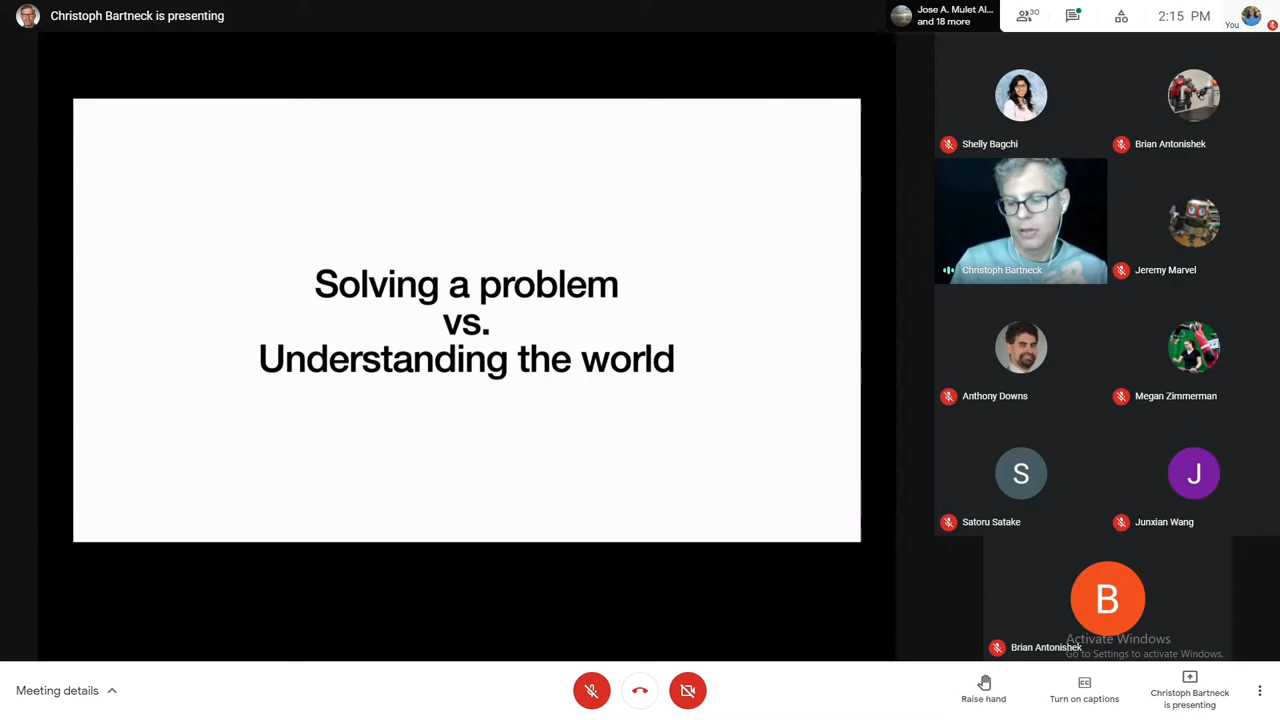 Christoph Bartneck is presenting
Jose A. Mulet Al...
and 18 more
30
2:15 PM
You
Solving a problem
vs.
Understanding the world
Shelly Bagchi
Brian Antonishek
Christoph Bartneck
Jeremy Marvel
Anthony Downs
Megan Zimmerman
S
J
Satoru Satake
Junxian Wang
B
Brian Antonishek
Activate Windows
Go to Settings to activate Windows.
Meeting details
Raise hand
CC
Turn on captions
Christoph Bartneck
is presenting